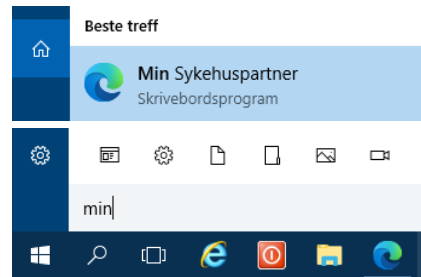 Beste treff
Min Sykehuspartner
Skrivebordsprogram
min